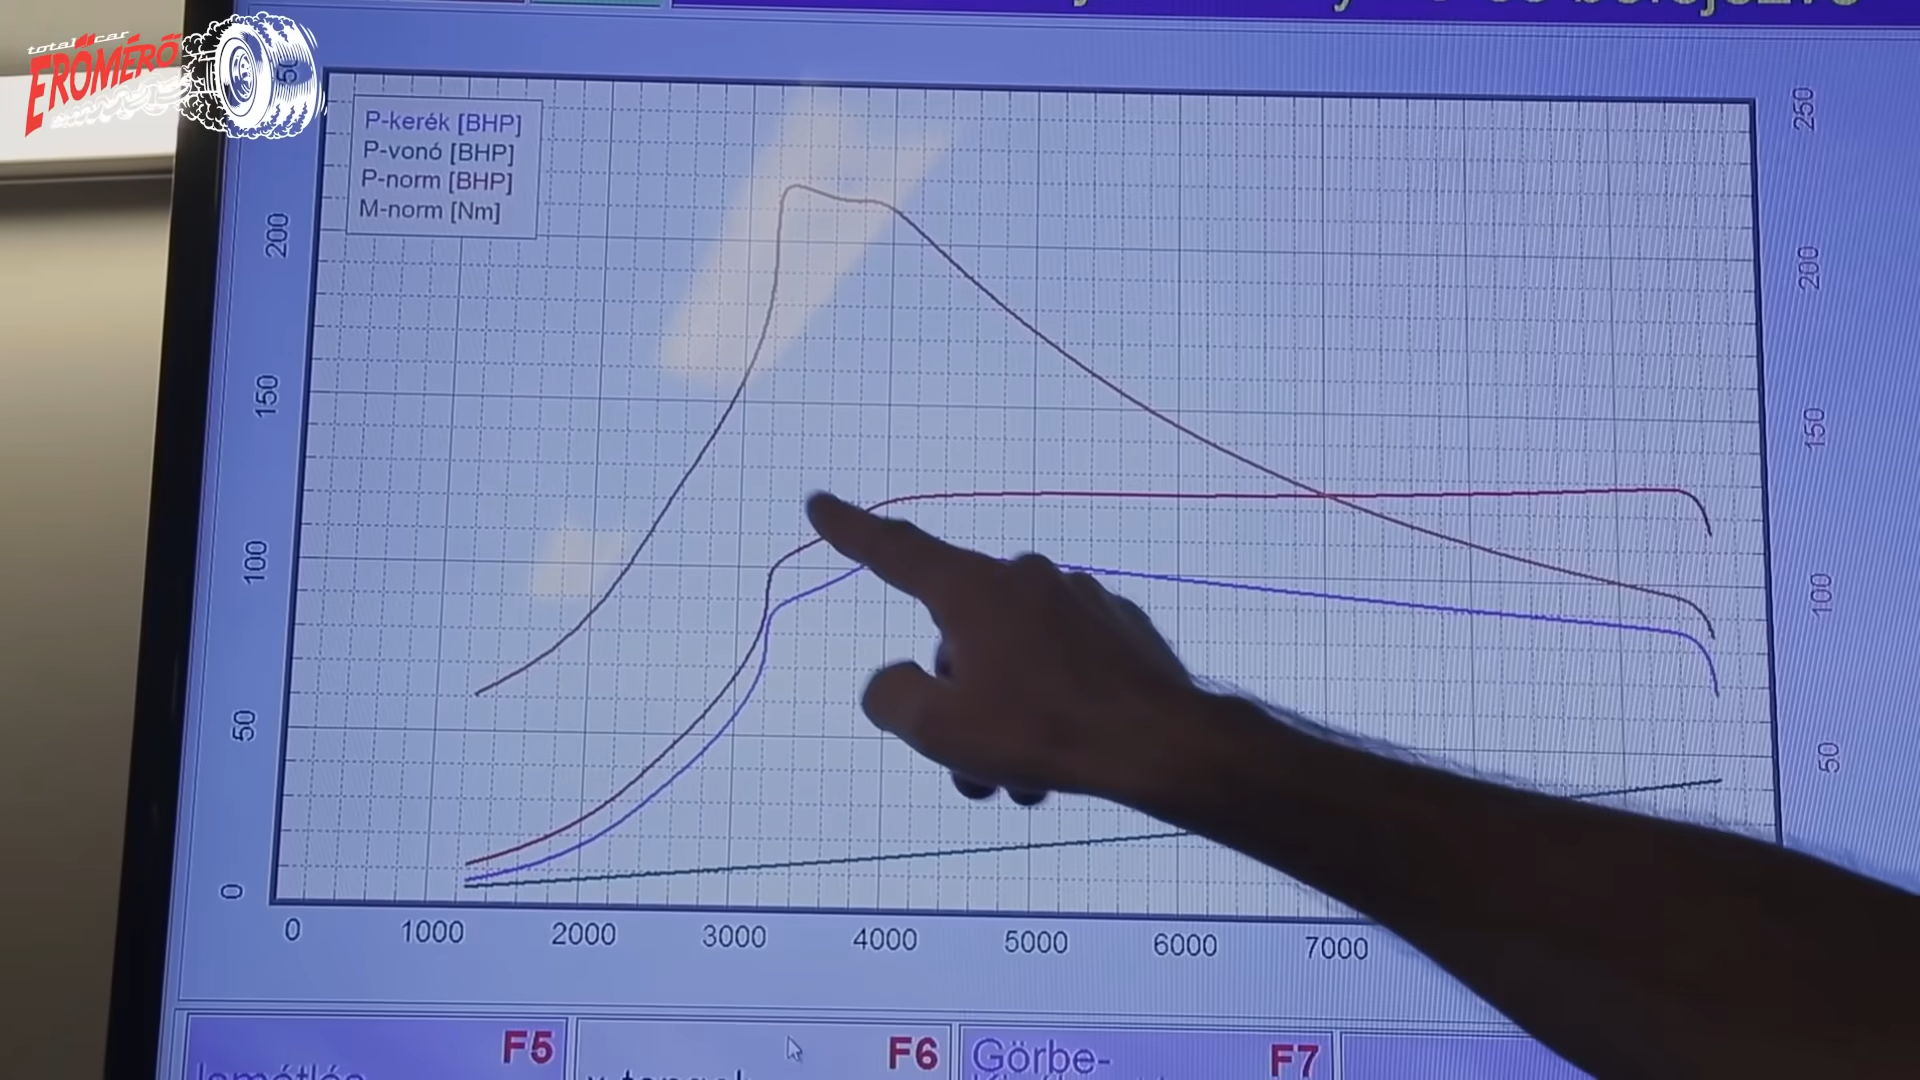 total car
ERŐMÉRŐ
P-kerék [BHP]
P-vonó [BHP]
P-norm [BHP]
M-norm [Nm]
200
150
100
50
0
250
200
150
100
50
0 1000 2000 3000 4000 5000 6000 7000
F5 F6 Görbe- F7